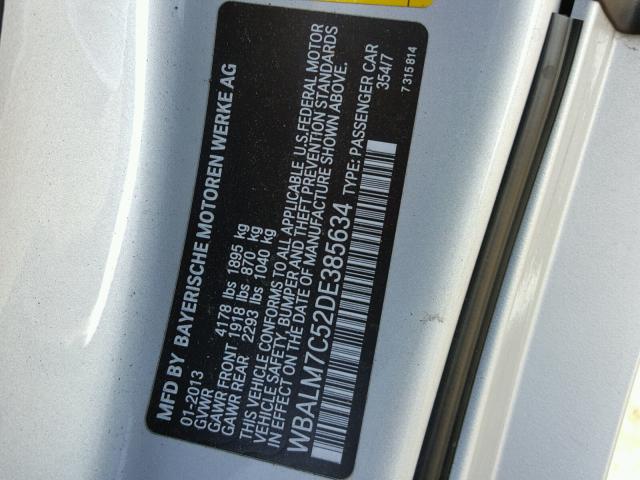 MFD BY BAYERISCHE MOTOREN WERKE AG
01-2013
GVWR 4178 lbs 1895 kg
GAWR FRONT 1918 lbs 870 kg
GAWR REAR 2293 lbs 1040 kg
THIS VEHICLE CONFORMS TO ALL APPLICABLE U.S.FEDERAL MOTOR
VEHICLE SAFETY, BUMPER AND THEFT PREVENTION STANDARDS
IN EFFECT ON THE DATE OF MANUFACTURE SHOWN ABOVE.
WBALM7C52DE385634 TYPE: PASSENGER CAR
354/7
7 315 814